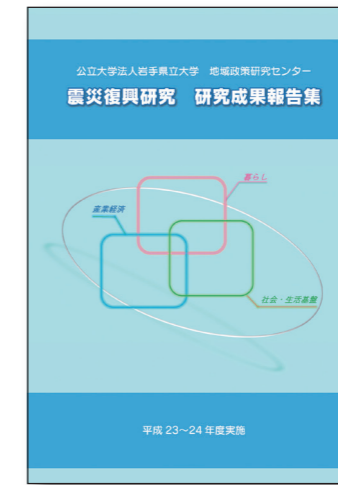 公立大学法人岩手県立大学　地域政策研究センター
震災復興研究　研究成果報告集
暮らし
産業経済
社会・生活基盤
平成 23～24 年度実施